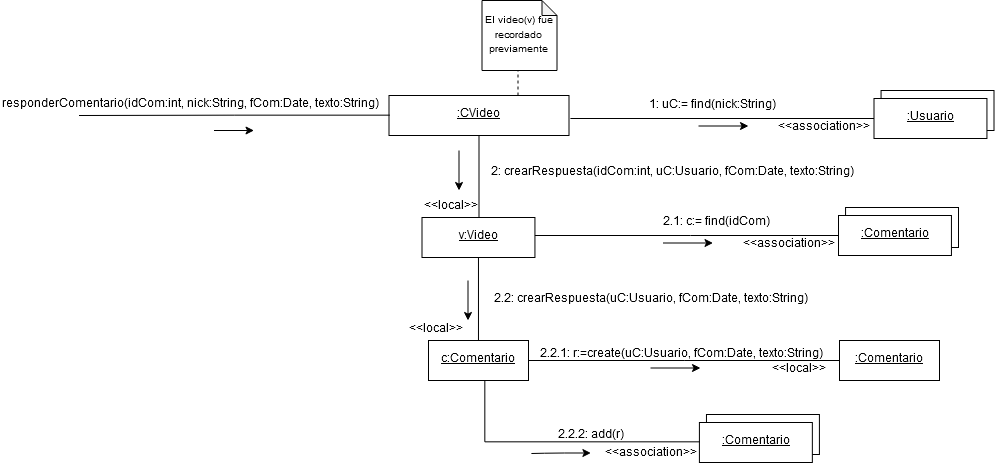 El video(v) fue
recordado
previamente
responderComentario(idCom:int, nick:String, fCom:Date, texto:String)
:CVideo
1: uC:= find(nick:String)
<<association>>
:Usuario
2: crearRespuesta(idCom:int, uC:Usuario, fCom:Date, texto:String)
<<local>>
v:Video
2.1: c:= find(idCom)
<<association>>
:Comentario
2.2: crearRespuesta(uC:Usuario, fCom:Date, texto:String)
<<local>>
c:Comentario
2.2.1: r:=create(uC:Usuario, fCom:Date, texto:String)
<<local>>
:Comentario
2.2.2: add(r)
<<association>>
:Comentario